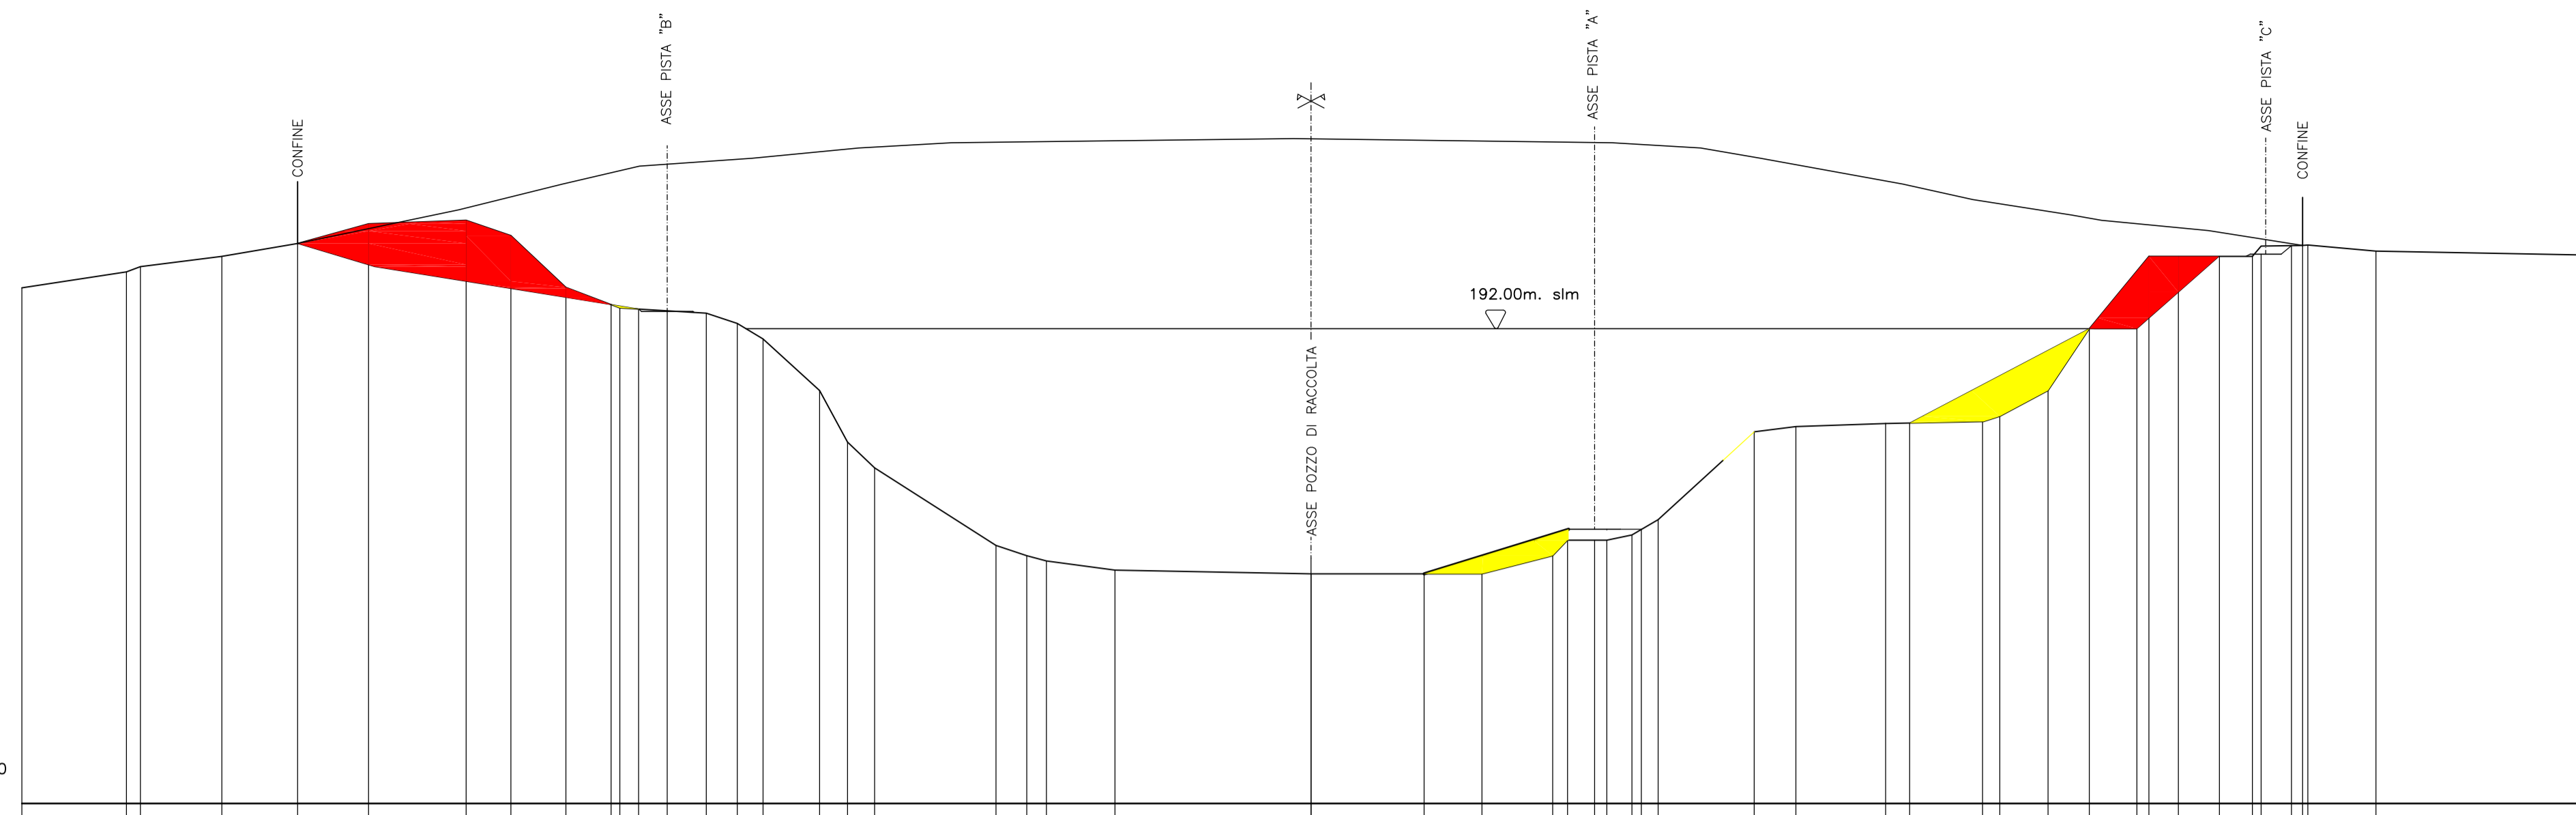 CONFINE
ASSE PISTA "B"
ASSE POZZO DI RACCOLTA
192.00m. slm
ASSE PISTA "A"
ASSE PISTA "C"
CONFINE